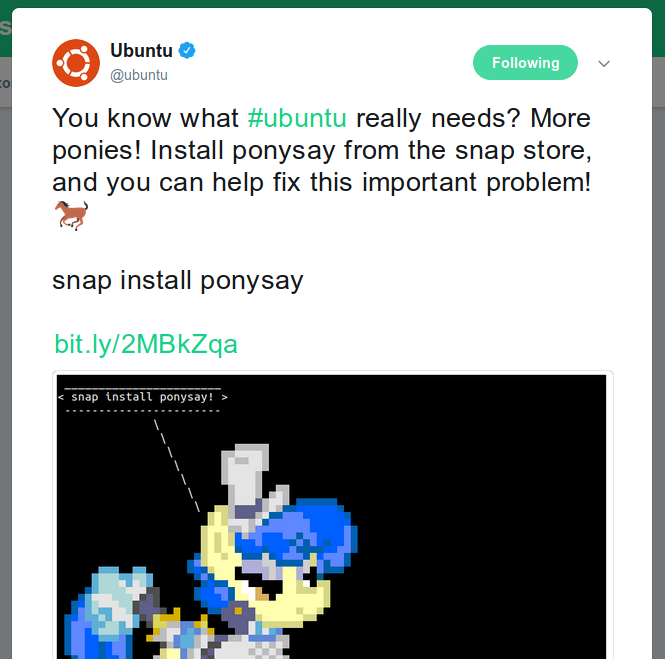 Ubuntu
@ubuntu
Following
You know what #ubuntu really needs? More
ponies! Install ponysay from the snap store,
and you can help fix this important problem!
snap install ponysay
bit.ly/2MBkZqa
< snap install ponysay! >